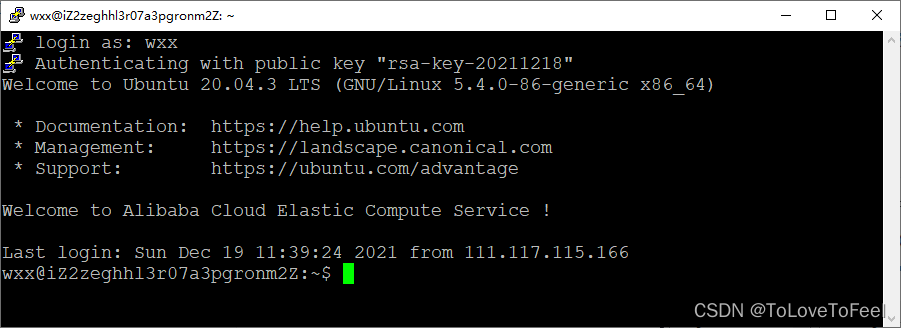 wxx@iZ2zeghhl3r07a3pgronm2Z: ~
login as: wxx
Authenticating with public key "rsa-key-20211218"
Welcome to Ubuntu 20.04.3 LTS (GNU/Linux 5.4.0-86-generic x86_64)
* Documentation:  https://help.ubuntu.com
* Management:     https://landscape.canonical.com
* Support:        https://ubuntu.com/advantage
Welcome to Alibaba Cloud Elastic Compute Service !
Last login: Sun Dec 19 11:39:24 2021 from 111.117.115.166
wxx@iZ2zeghhl3r07a3pgronm2Z:~$
CSDN @ToLoveToFeel